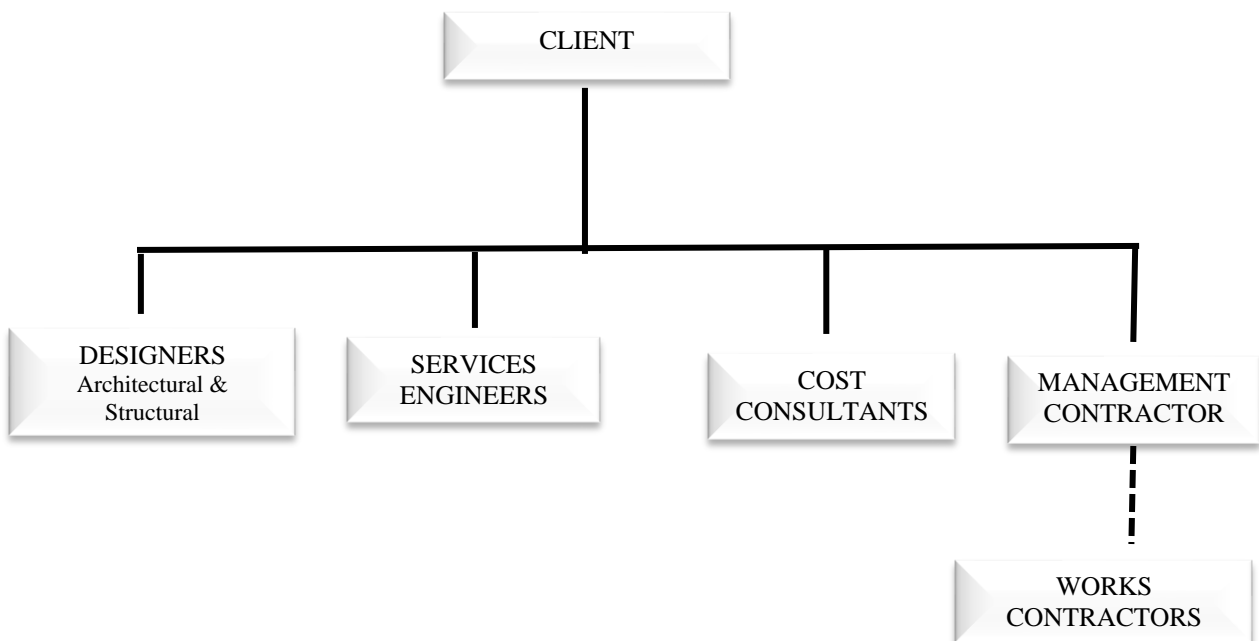 CLIENT
DESIGNERS
Architectural &
Structural
SERVICES
ENGINEERS
COST
CONSULTANTS
MANAGEMENT
CONTRACTOR
WORKS
CONTRACTORS